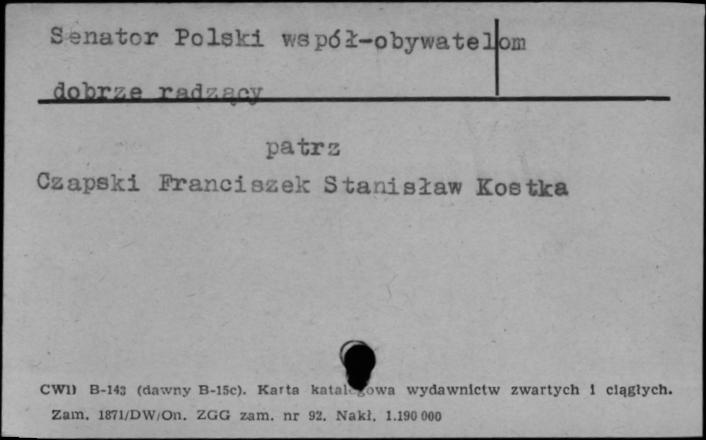 Senator Polski współ-obywatelom
dobrze radzący
patrz
Czapski Franciszek Stanisław Kostka
CWD B-143 (dawny B-15c). Karta katalogowa wydawnictw zwartych i ciągłych.
Zam. 1871/DW/On. ZGG zam. nr 92. Nakł. 1.190 000